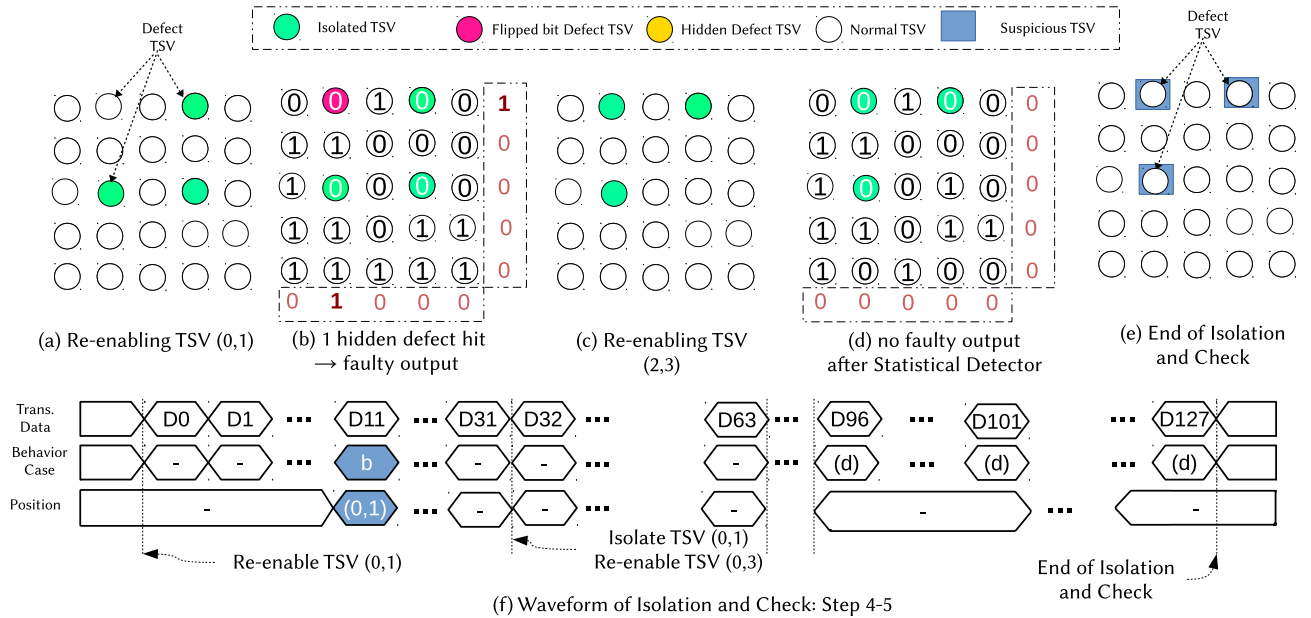 Defect
TSV
Isolated TSV
Flipped bit Defect TSV
Hidden Defect TSV
Normal TSV
Suspicious TSV
Defect
TSV
0 0 1 0 0 1
1 1 0 0 0 0
1 0 0 0 0 0
1 1 0 1 1 0
1 1 1 1 1 0
0 1 0 0 0
0 0 1 0 0 0
1 1 0 0 0 0
1 0 0 1 0 0
1 1 0 1 1 0
1 0 1 0 0 0
0 0 0 0 0
(a) Re-enabling TSV (0,1)
(b) 1 hidden defect hit
→ faulty output
(c) Re-enabling TSV
(2,3)
(d) no faulty output
after Statistical Detector
(e) End of Isolation
and Check
Trans.
Data
D0 D1 ... D11 ... D31 D32 ... D63 D96 ... D101 ... D127
Behavior
Case
- - ... b ... - - ... - ... (d) ... (d) ... (d)
Position
- (0,1) ... - - ... - - ... -
Re-enable TSV (0,1)
Isolate TSV (0,1)
Re-enable TSV (0,3)
End of Isolation
and Check
(f) Waveform of Isolation and Check: Step 4-5